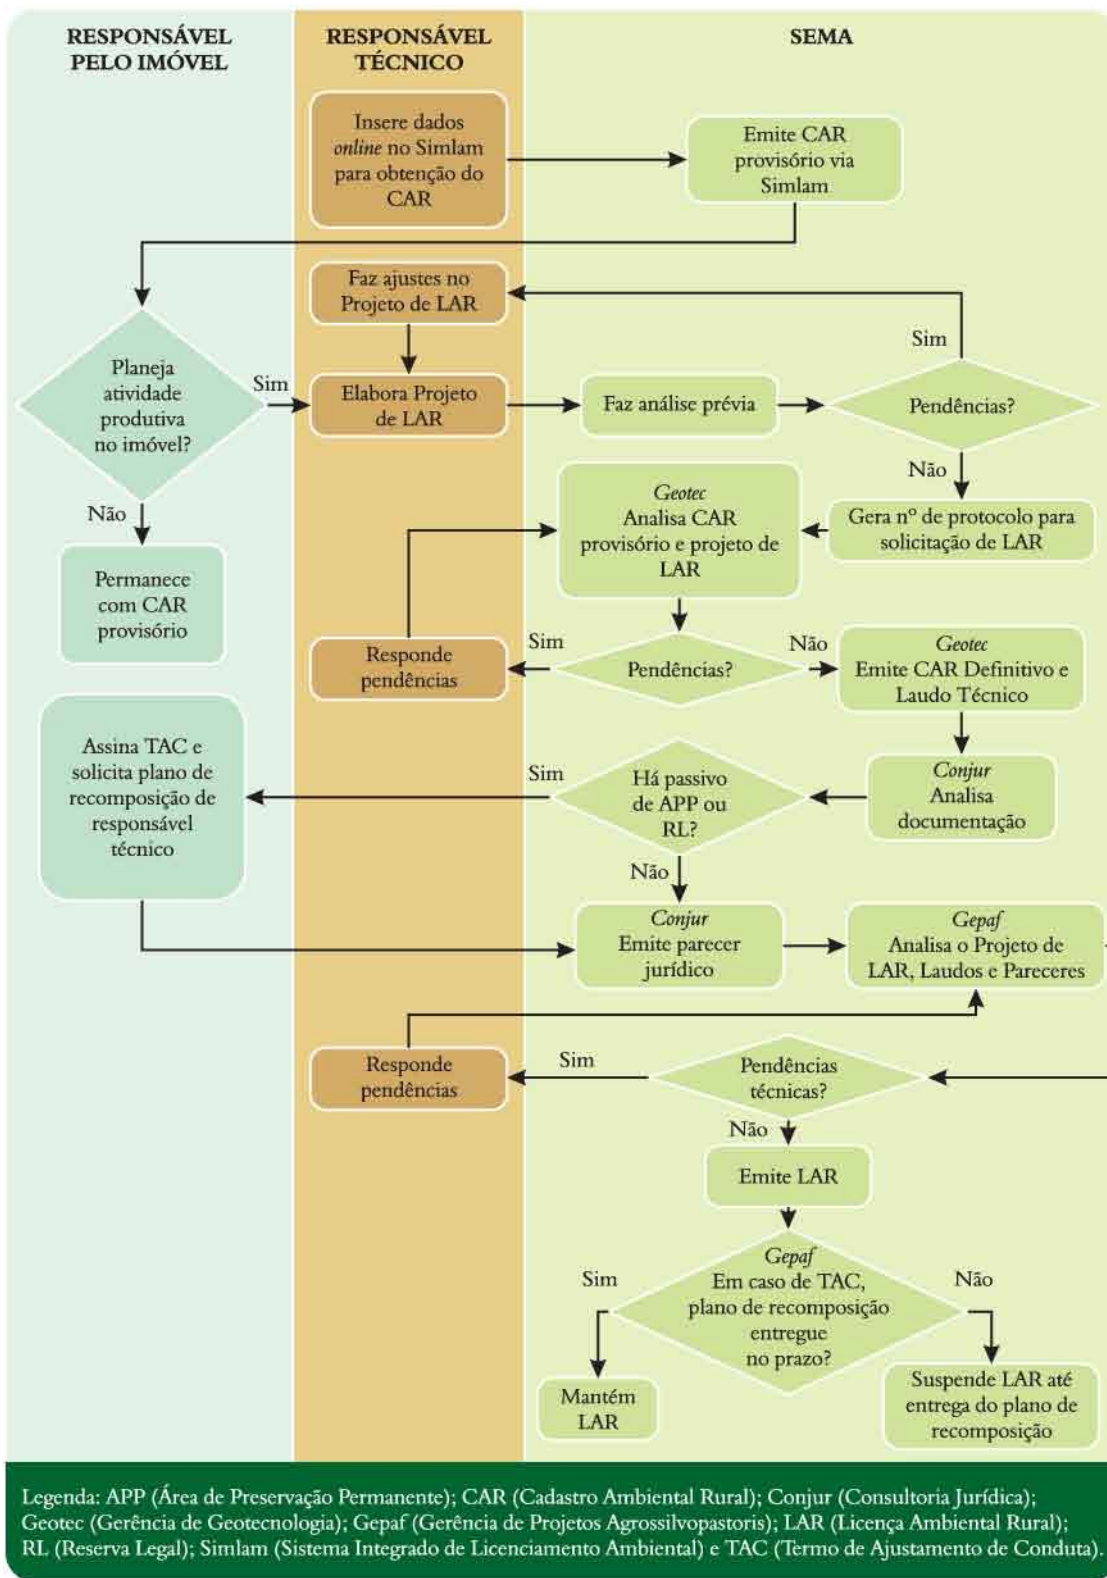 RESPONSÁVEL
PELO IMÓVEL
RESPONSÁVEL
TÉCNICO
SEMA
Insere dados
online no Simlam
para obtenção do
CAR
Emite CAR
provisório via
Simlam
Faz ajustes no
Projeto de LAR
Sim
Planeja
atividade
produtiva
no imóvel?
Sim
Elabora Projeto
de LAR
Faz análise prévia
Pendências?
Não
Não
Geotec
Analisa CAR
provisório e projeto de
LAR
Gera nº de protocolo para
solicitação de LAR
Permanece
com CAR
provisório
Responde
pendências
Sim
Pendências?
Não
Geotec
Emite CAR Definitivo e
Laudo Técnico
Assina TAC e
solicita plano de
recomposição de
responsável
técnico
Sim
Há passivo
de APP ou
RL?
Conjur
Analisa
documentação
Não
Conjur
Emite parecer
jurídico
Gepaf
Analisa o Projeto de
LAR, Laudos e Pareceres
Responde
pendências
Sim
Pendências
técnicas?
Não
Emite LAR
Sim
Gepaf
Em caso de TAC,
plano de recomposição
entregue
no prazo?
Não
Mantém
LAR
Suspende LAR até
entrega do plano de
recomposição
Legenda: APP (Área de Preservação Permanente); CAR (Cadastro Ambiental Rural); Conjur (Consultoria Jurídica);
Geotec (Gerência de Geotecnologia); Gepaf (Gerência de Projetos Agrossilvopastoris); LAR (Licença Ambiental Rural);
RL (Reserva Legal); Simlam (Sistema Integrado de Licenciamento Ambiental) e TAC (Termo de Ajustamento de Conduta).